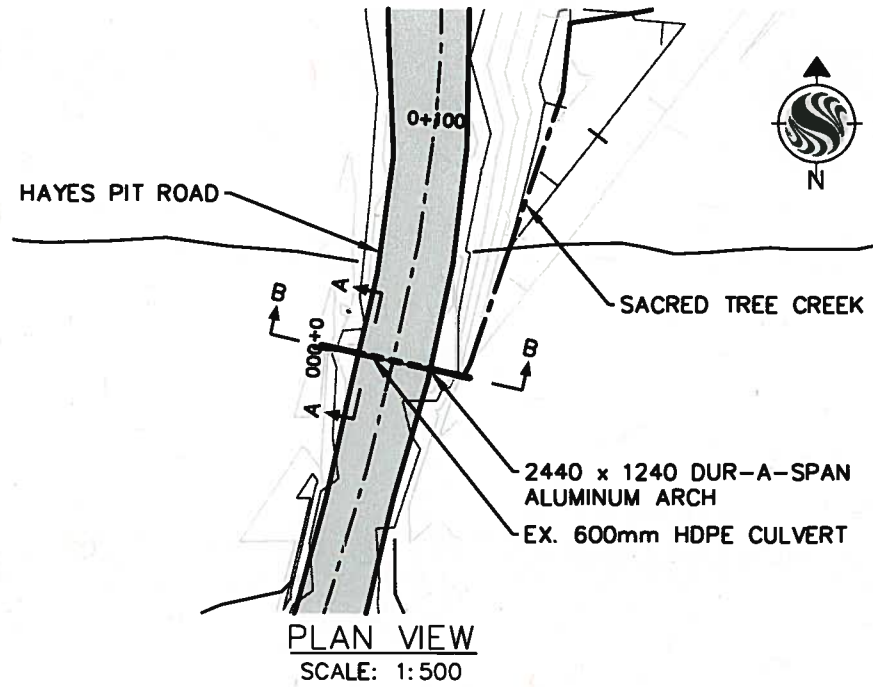 0+100
N
HAYES PIT ROAD
A
B
SACRED TREE CREEK
0+000
B
A
2440 x 1240 DUR-A-SPAN
ALUMINUM ARCH
EX. 600mm HDPE CULVERT
PLAN VIEW
SCALE: 1:500